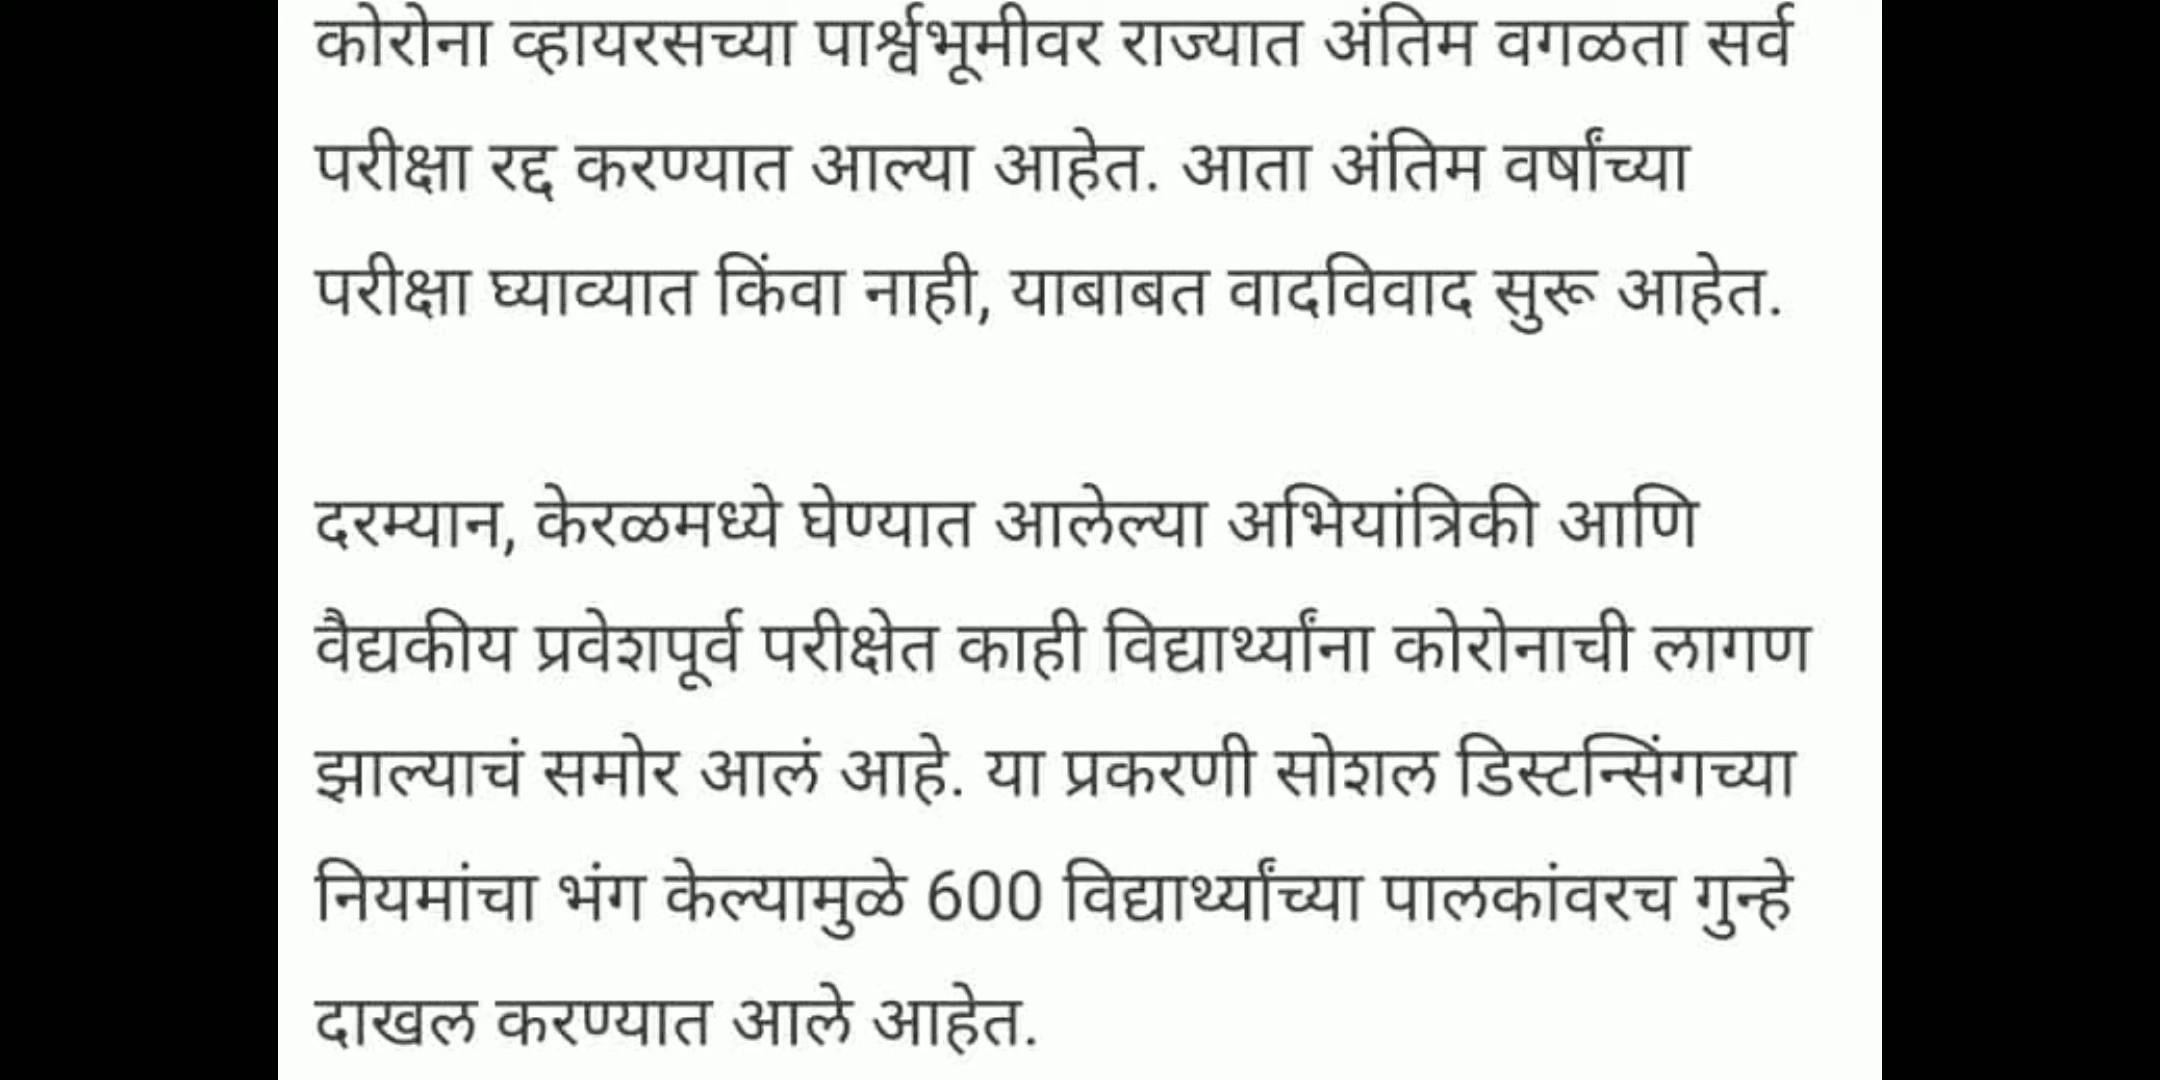 कोरोना व्हायरसच्या पार्श्वभूमीवर राज्यात अंतिम वगळता सर्व
परीक्षा रद्द करण्यात आल्या आहेत. आता अंतिम वर्षांच्या
परीक्षा घ्याव्यात किंवा नाही, याबाबत वादविवाद सुरू आहेत.
दरम्यान, केरळमध्ये घेण्यात आलेल्या अभियांत्रिकी आणि
वैद्यकीय प्रवेशपूर्व परीक्षेत काही विद्यार्थ्यांना कोरोनाची लागण
झाल्याचं समोर आलं आहे. या प्रकरणी सोशल डिस्टन्सिंगच्या
नियमांचा भंग केल्यामुळे 600 विद्यार्थ्यांच्या पालकांवरच गुन्हे
दाखल करण्यात आले आहेत.